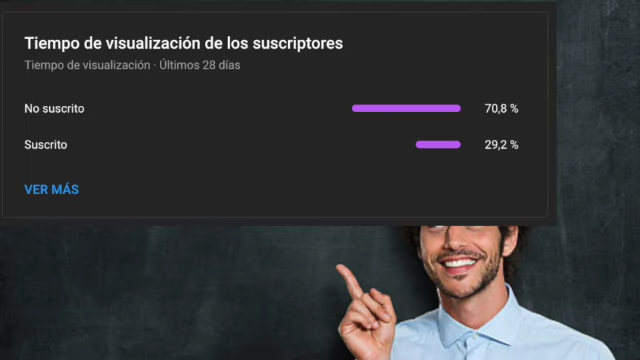 Tiempo de visualización de los suscriptores
Tiempo de visualización · Últimos 28 días
No suscrito 70,8 %
Suscrito 29,2 %
VER MÁS